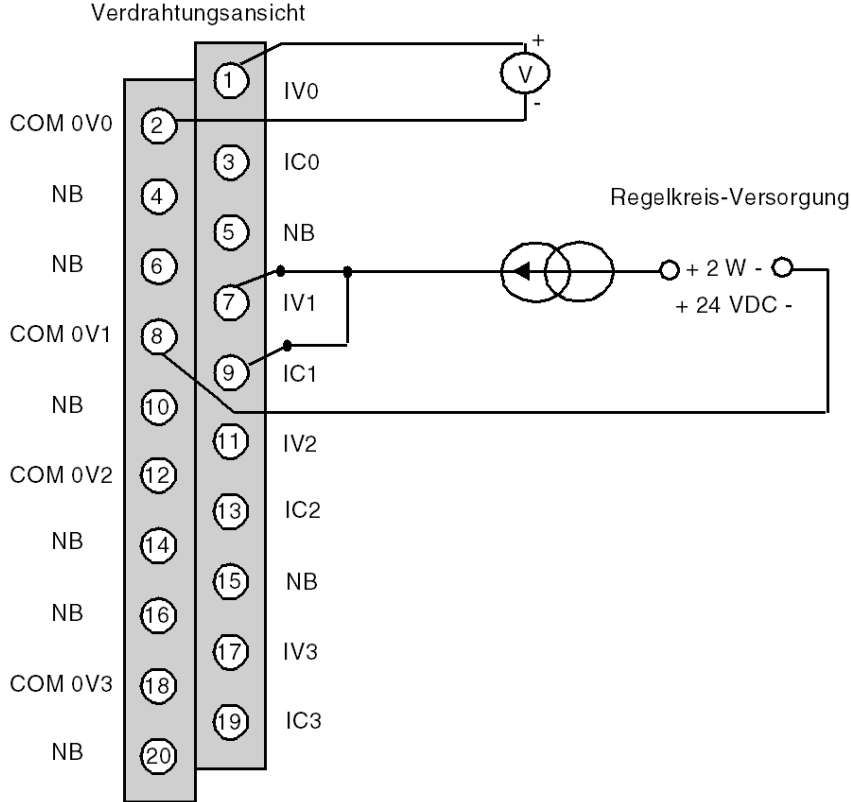 Verdrahtungsansicht
+
1
V
IV0
-
COM 0V0
2
3
IC0
NB
4
Regelkreis-Versorgung
5
NB
NB
6
+ 2 W -
7
IV1
+ 24 VDC -
COM 0V1
8
9
IC1
NB
10
11
IV2
COM 0V2
12
13
IC2
NB
14
15
NB
NB
16
17
IV3
COM 0V3
18
19
IC3
NB
20